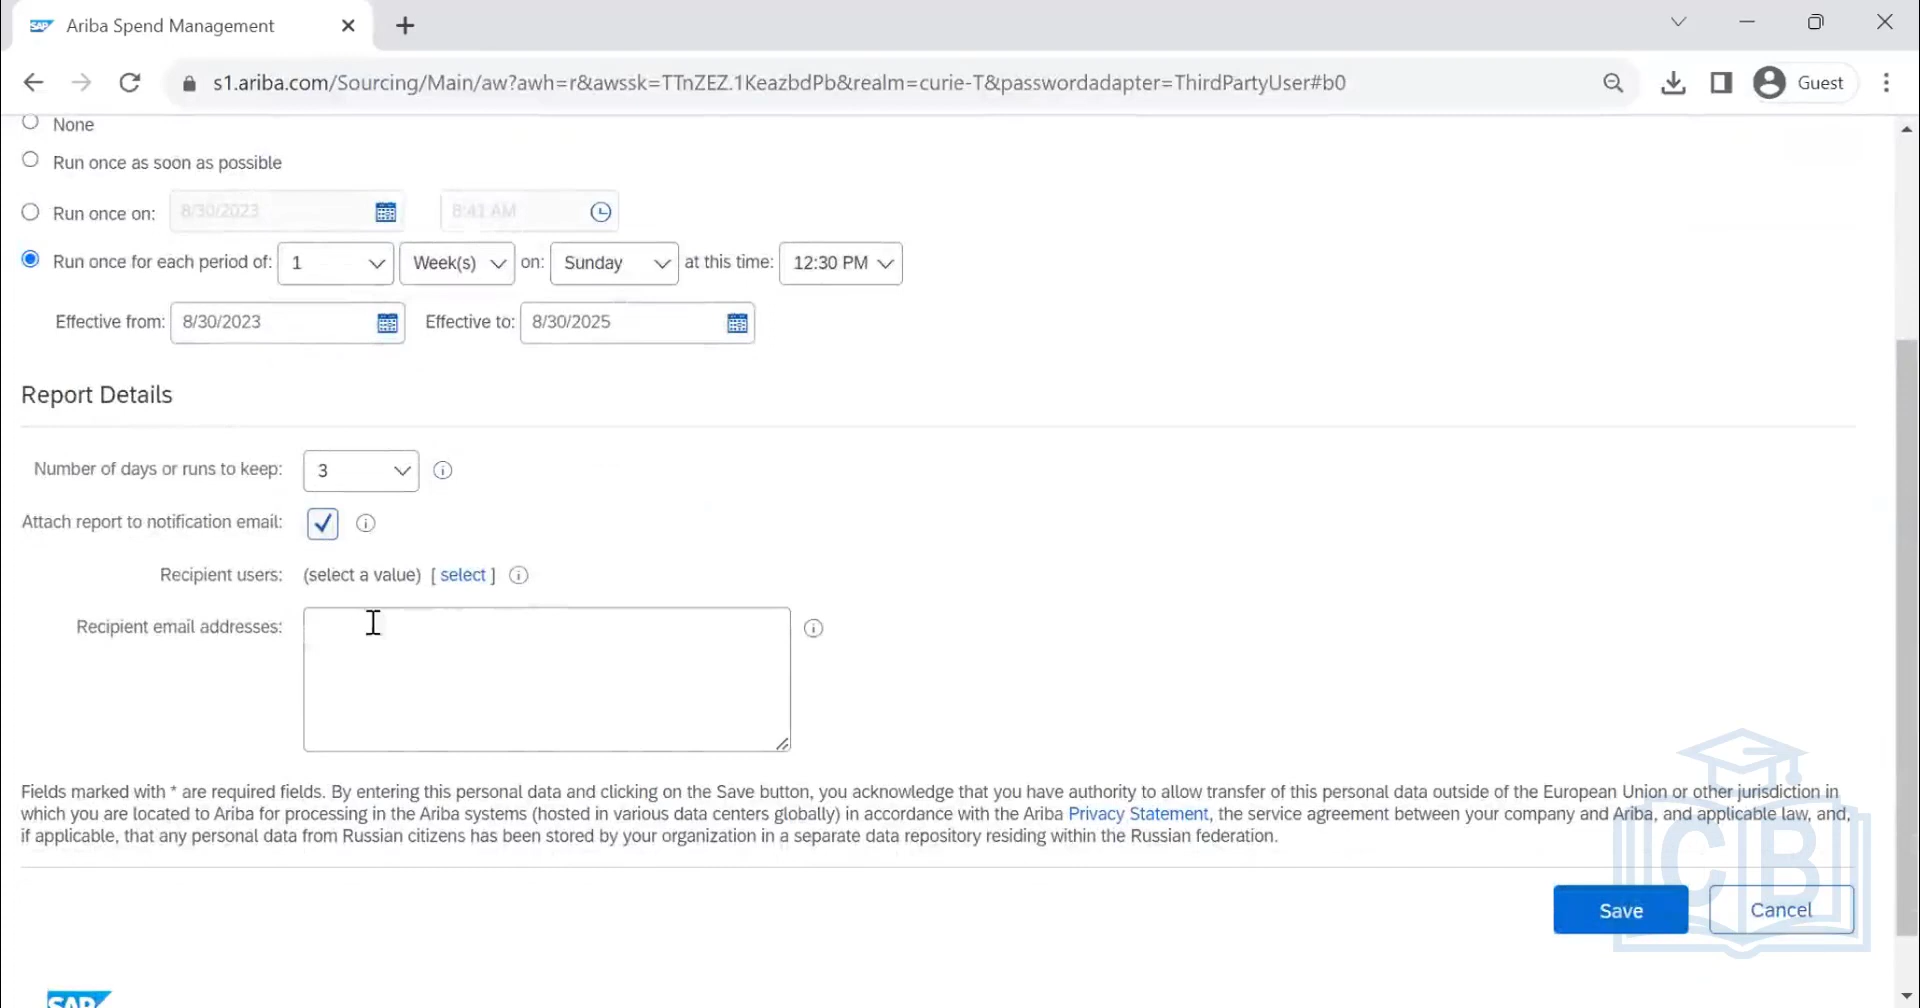 SAP Ariba Spend Management
s1.ariba.com/Sourcing/Main/aw?awh=r&awssk=TTnZEZ.1KeazbdPb&realm=curie-T&passwordadapter=ThirdPartyUser#b0 Guest
None
Run once as soon as possible
Run once on: 8/30/2023 8:41 AM
Run once for each period of: 1 Week(s) on: Sunday at this time: 12:30 PM
Effective from: 8/30/2023 Effective to: 8/30/2025
Report Details
Number of days or runs to keep: 3
Attach report to notification email:
Recipient users: (select a value) [ select ]
Recipient email addresses:
Fields marked with * are required fields. By entering this personal data and clicking on the Save button, you acknowledge that you have authority to allow transfer of this personal data outside of the European Union or other jurisdiction in
which you are located to Ariba for processing in the Ariba systems (hosted in various data centers globally) in accordance with the Ariba Privacy Statement, the service agreement between your company and Ariba, and applicable law, and,
if applicable, that any personal data from Russian citizens has been stored by your organization in a separate data repository residing within the Russian federation.
CB
Save Cancel
SAP